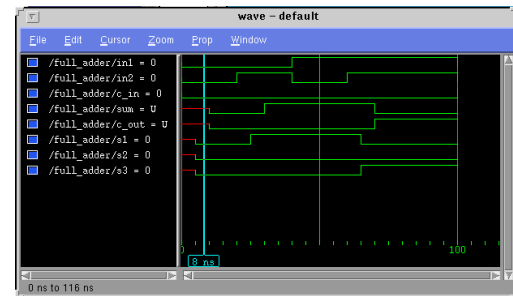 wave – default
File Edit Cursor Zoom Prop Window
/full_adder/in1 = 0
/full_adder/in2 = 0
/full_adder/c_in = 0
/full_adder/sum = U
/full_adder/c_out = U
/full_adder/s1 = 0
/full_adder/s2 = 0
/full_adder/s3 = 0
0 100
8 ns
0 ns to 116 ns